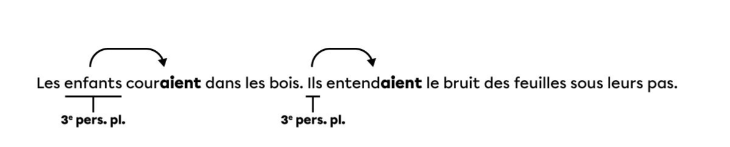 Les enfants couraient dans les bois. Ils entendaient le bruit des feuilles sous leurs pas.
3ᵉ pers. pl. 3ᵉ pers. pl.